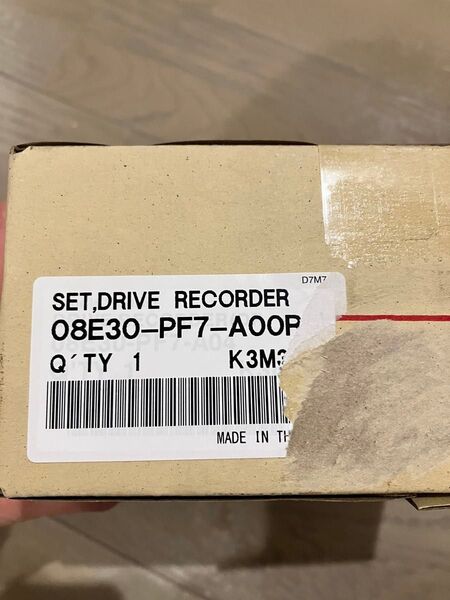 D7M7
SET,DRIVE RECORDER
08E30-PF7-A00P
Q'TY 1 K3M3
MADE IN TH